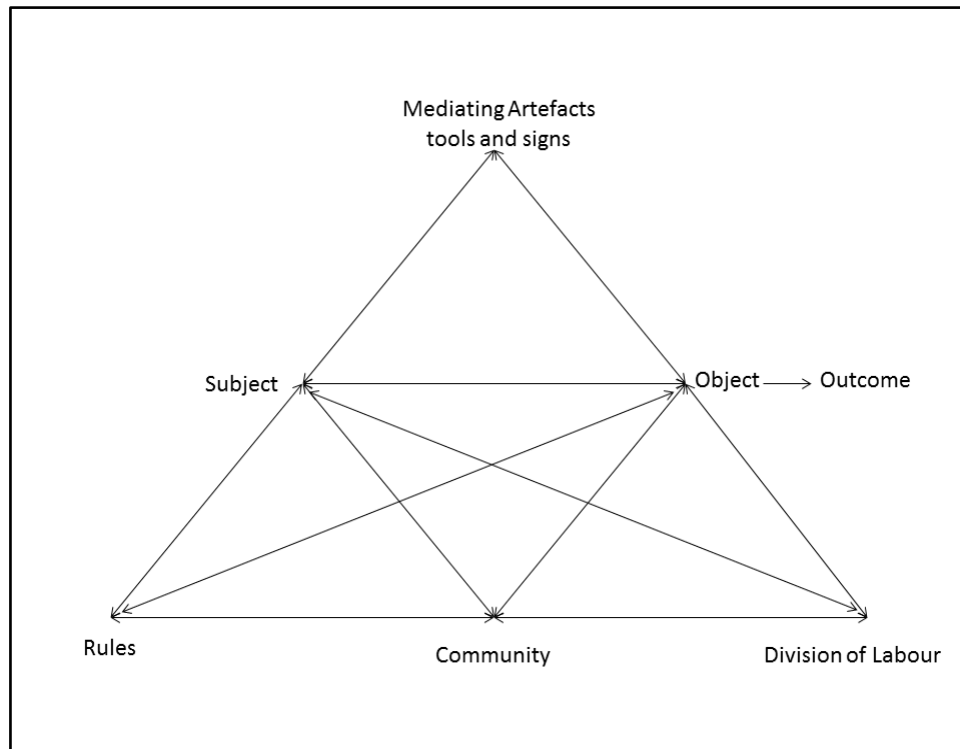 Mediating Artefacts
tools and signs
Subject
Object
Outcome
Rules
Community
Division of Labour